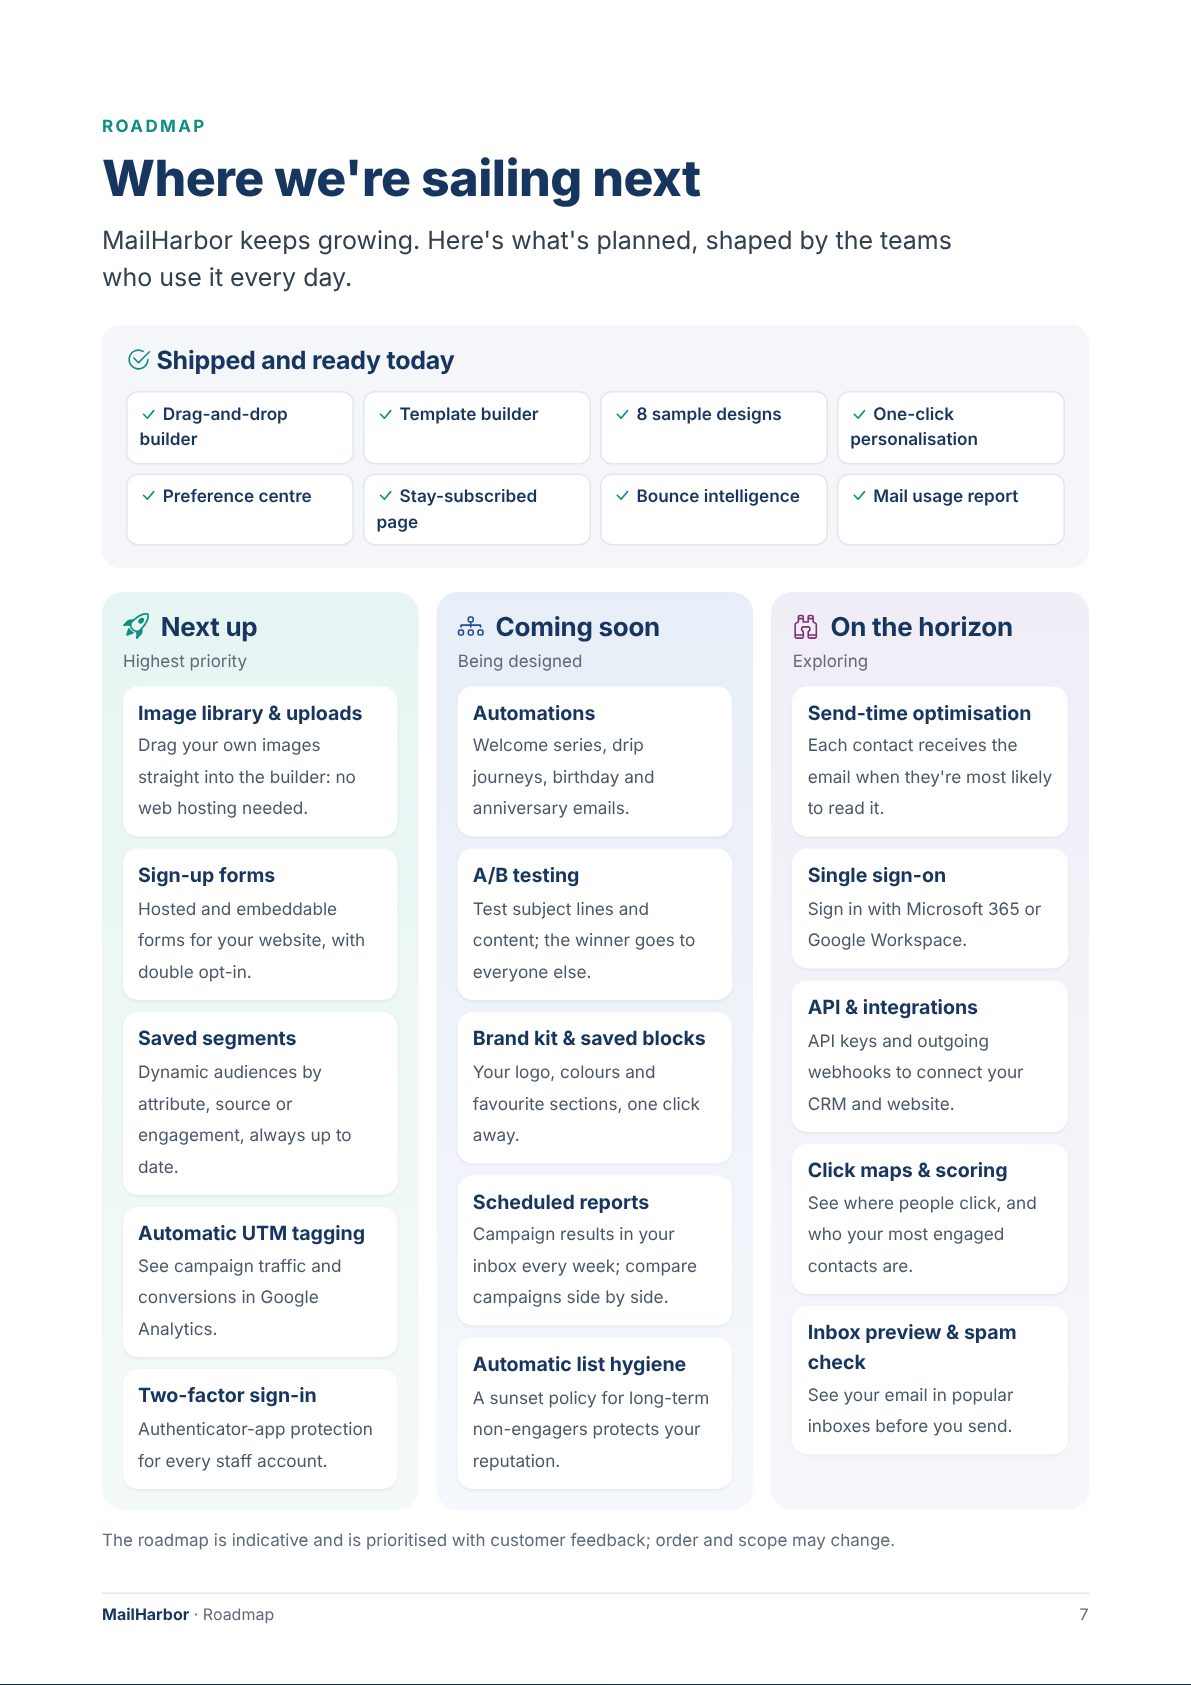 ROADMAP
Where we're sailing next
MailHarbor keeps growing. Here's what's planned, shaped by the teams
who use it every day.
Shipped and ready today
Drag-and-drop
builder
Template builder
8 sample designs
One-click
personalisation
Preference centre
Stay-subscribed
page
Bounce intelligence
Mail usage report
Next up
Highest priority
Image library & uploads
Drag your own images
straight into the builder: no
web hosting needed.
Sign-up forms
Hosted and embeddable
forms for your website, with
double opt-in.
Saved segments
Dynamic audiences by
attribute, source or
engagement, always up to
date.
Automatic UTM tagging
See campaign traffic and
conversions in Google
Analytics.
Two-factor sign-in
Authenticator-app protection
for every staff account.
Coming soon
Being designed
Automations
Welcome series, drip
journeys, birthday and
anniversary emails.
A/B testing
Test subject lines and
content; the winner goes to
everyone else.
Brand kit & saved blocks
Your logo, colours and
favourite sections, one click
away.
Scheduled reports
Campaign results in your
inbox every week; compare
campaigns side by side.
Automatic list hygiene
A sunset policy for long-term
non-engagers protects your
reputation.
On the horizon
Exploring
Send-time optimisation
Each contact receives the
email when they're most likely
to read it.
Single sign-on
Sign in with Microsoft 365 or
Google Workspace.
API & integrations
API keys and outgoing
webhooks to connect your
CRM and website.
Click maps & scoring
See where people click, and
who your most engaged
contacts are.
Inbox preview & spam
check
See your email in popular
inboxes before you send.
The roadmap is indicative and is prioritised with customer feedback; order and scope may change.
MailHarbor · Roadmap
7